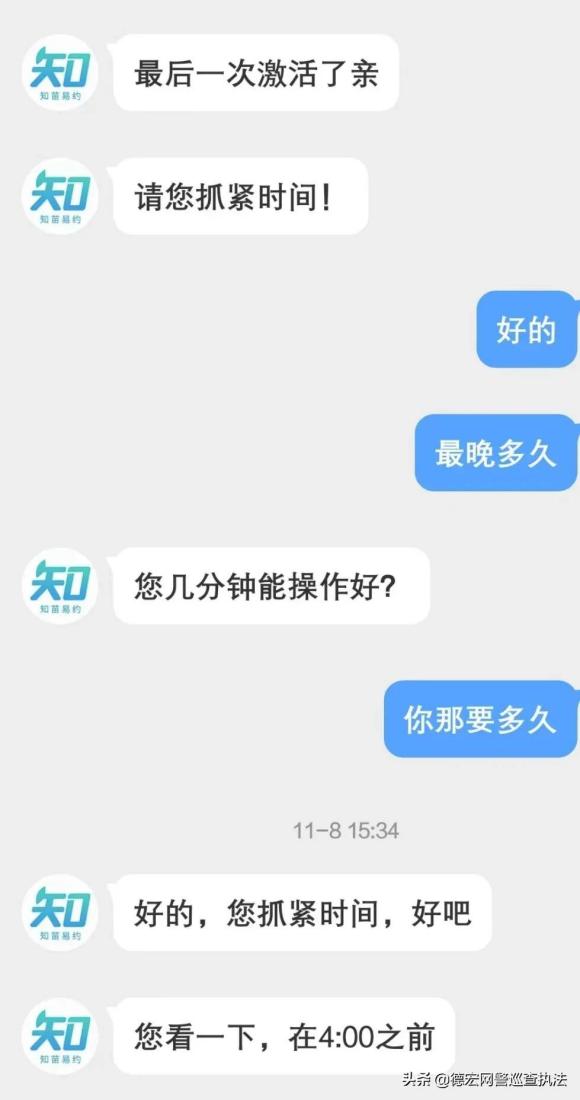 知
知苗易约
最后一次激活了亲
知
知苗易约
请您抓紧时间！
好的
最晚多久
知
知苗易约
您几分钟能操作好？
你那要多久
11-8 15:34
知
知苗易约
好的，您抓紧时间，好吧
知
知苗易约
您看一下，在4:00之前
头条 @德宏网警巡查执法